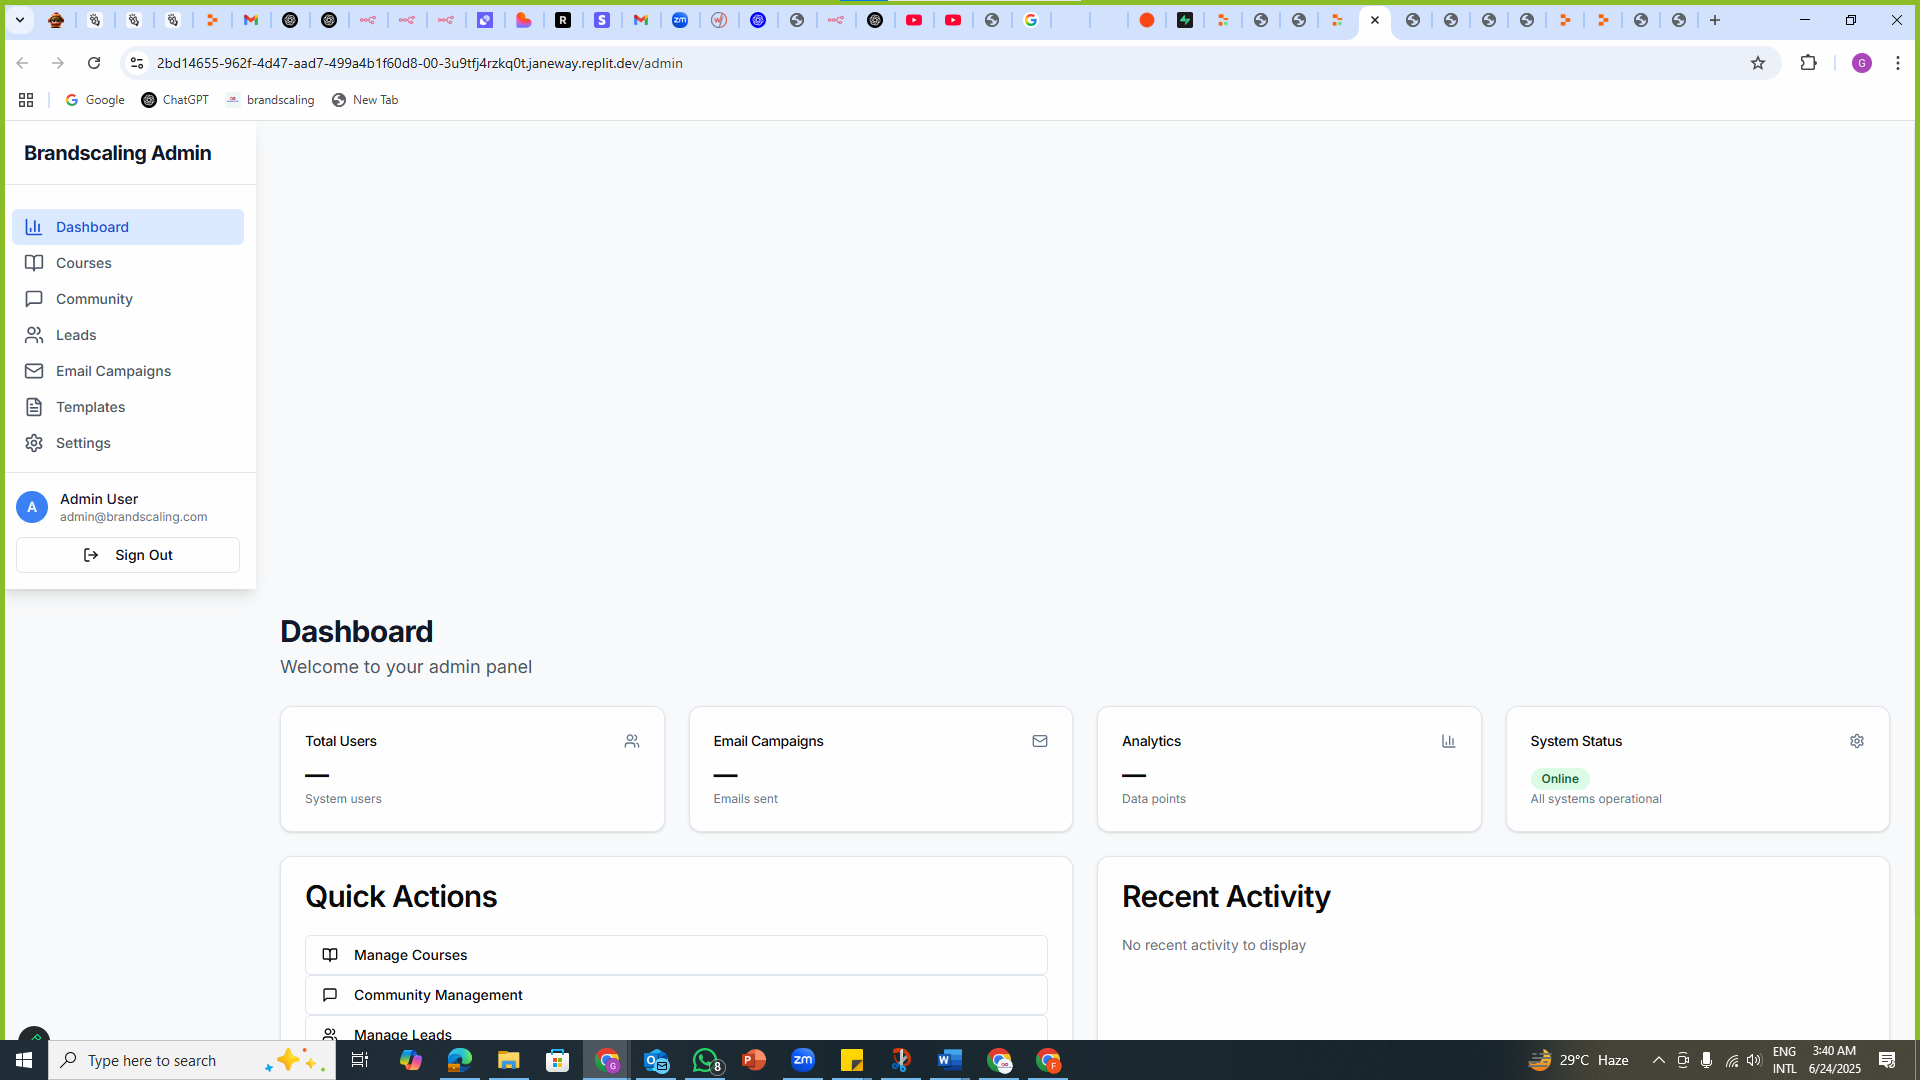 2bd14655-962f-4d47-aad7-499a4b1f60d8-00-3u9tfj4rzkq0t.janeway.replit.dev/admin
G
Google
ChatGPT
brandscaling
New Tab
Brandscaling Admin
Dashboard
Courses
Community
Leads
Email Campaigns
Templates
Settings
A
Admin User
admin@brandscaling.com
Sign Out
Dashboard
Welcome to your admin panel
Total Users
—
System users
Email Campaigns
—
Emails sent
Analytics
—
Data points
System Status
Online
All systems operational
Quick Actions
Manage Courses
Community Management
Manage Leads
Recent Activity
No recent activity to display
Type here to search
8
29°C Haze
ENG
INTL
3:40 AM
6/24/2025